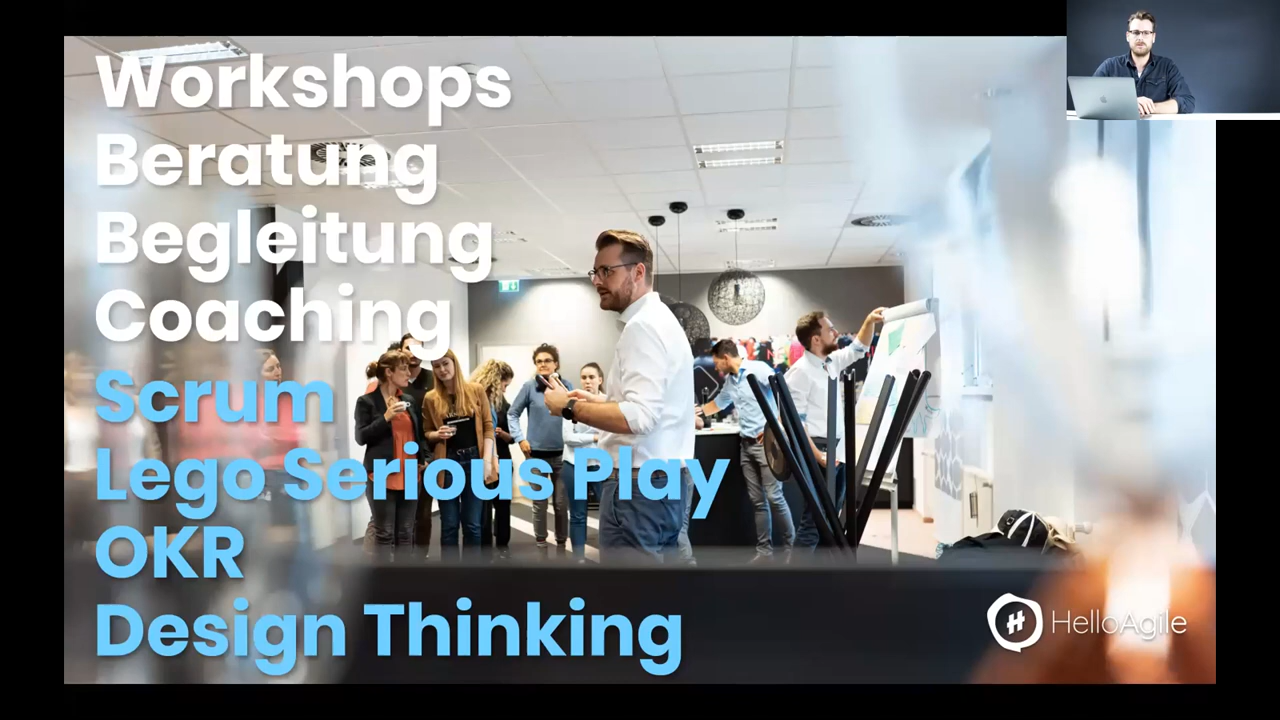 Workshops
Beratung
Begleitung
Coaching
Scrum
Lego Serious Play
OKR
Design Thinking
HelloAgile